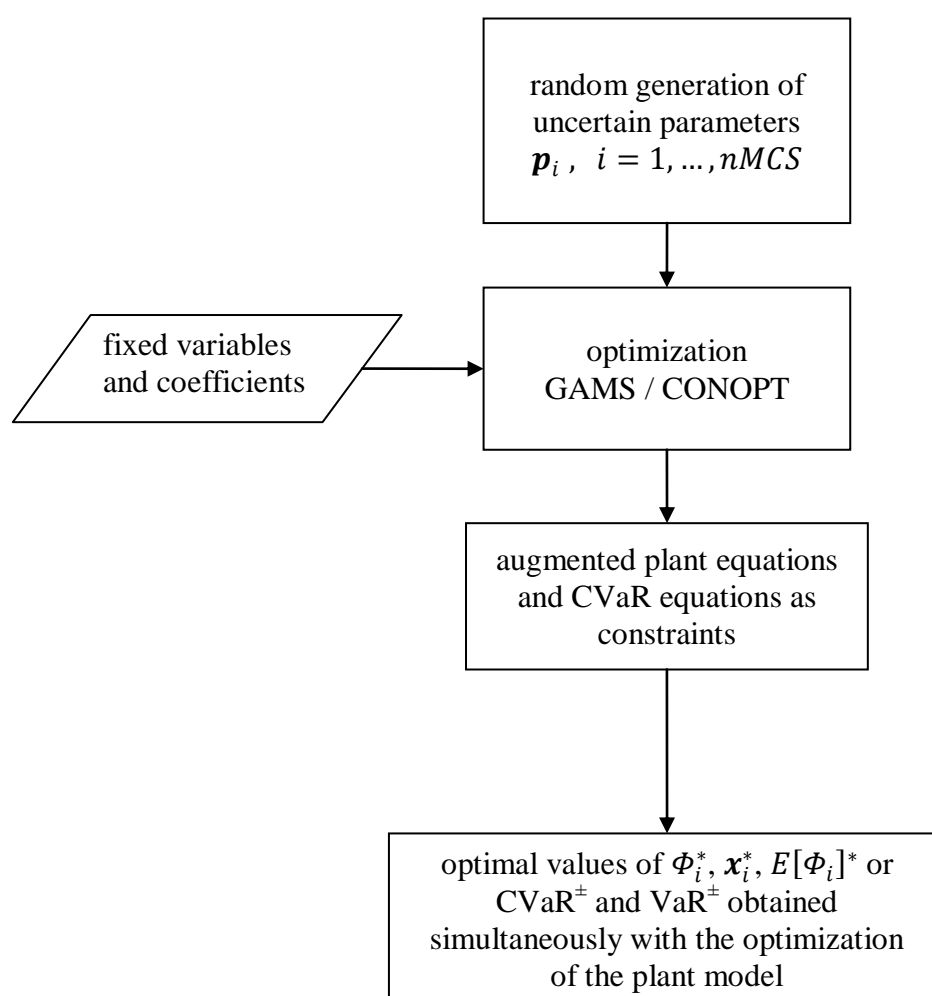 random generation of
uncertain parameters
𝒑ᵢ , i = 1, … , nMCS
fixed variables
and coefficients
optimization
GAMS / CONOPT
augmented plant equations
and CVaR equations as
constraints
optimal values of Φᵢ*, 𝒙ᵢ*, E[Φᵢ]* or
CVaR± and VaR± obtained
simultaneously with the optimization
of the plant model